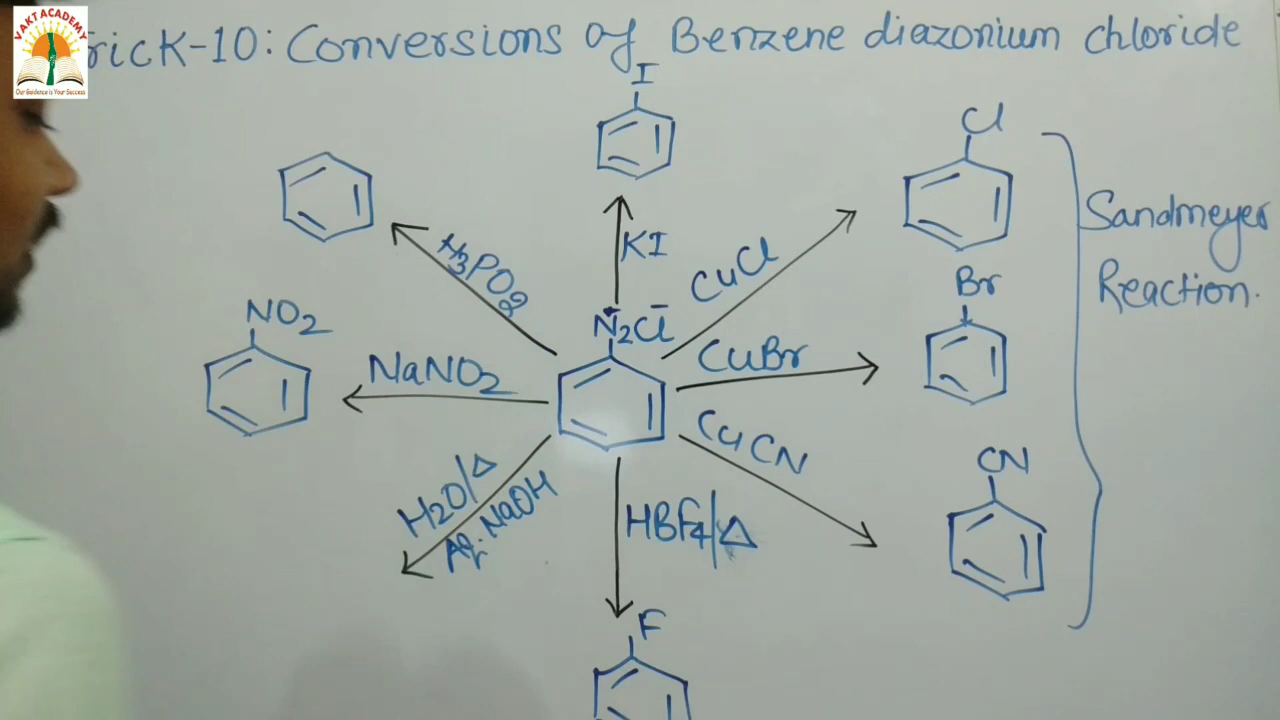 VAKT ACADEMY
Our Guidance is Your Success
rick-10: Conversions of Benzene diazonium chloride
I
Cl
Sandmeyer
Reaction.
H3PO2
KI
CuCl
Br
NO2
N2Cl
NaNO2
CuBr
CuCN
CN
H2O/Δ
Aq. NaOH
HBF4/Δ
F